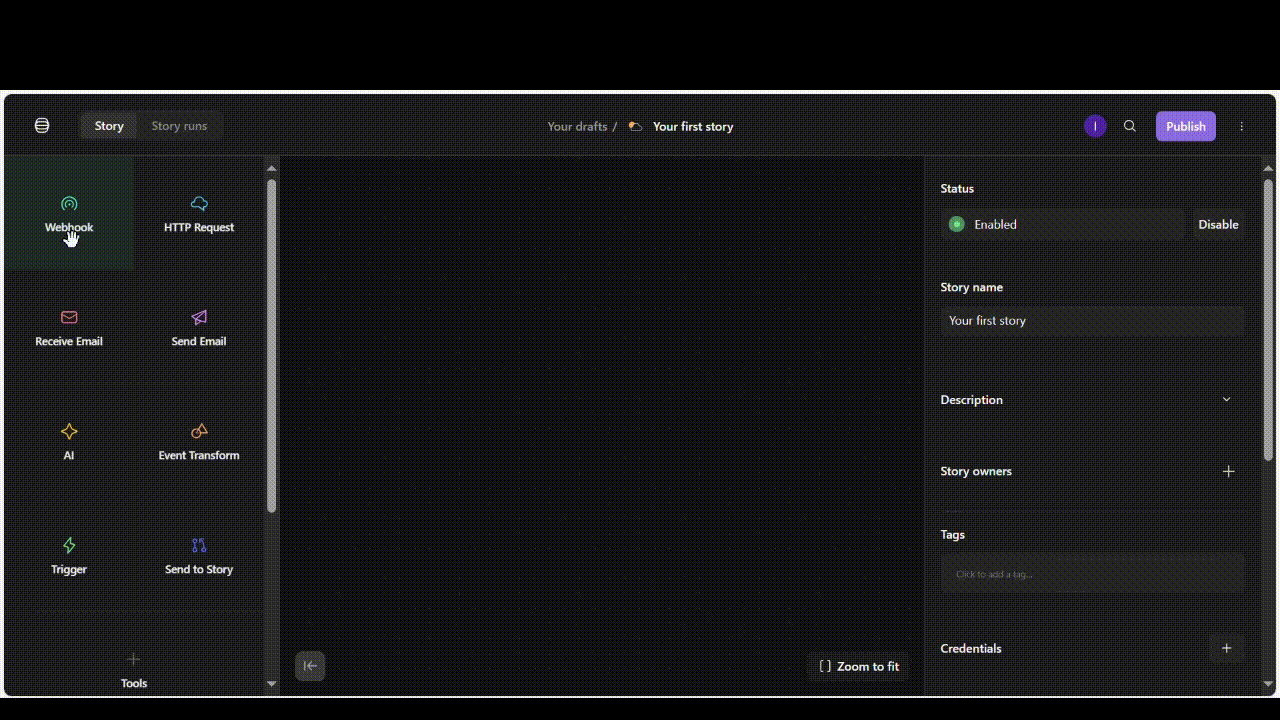 Story
Story runs
Your drafts /
Your first story
I
Publish
Webhook
HTTP Request
Receive Email
Send Email
AI
Event Transform
Trigger
Send to Story
Tools
Zoom to fit
Status
Enabled
Disable
Story name
Your first story
Description
Story owners
Tags
Click to add a tag...
Credentials